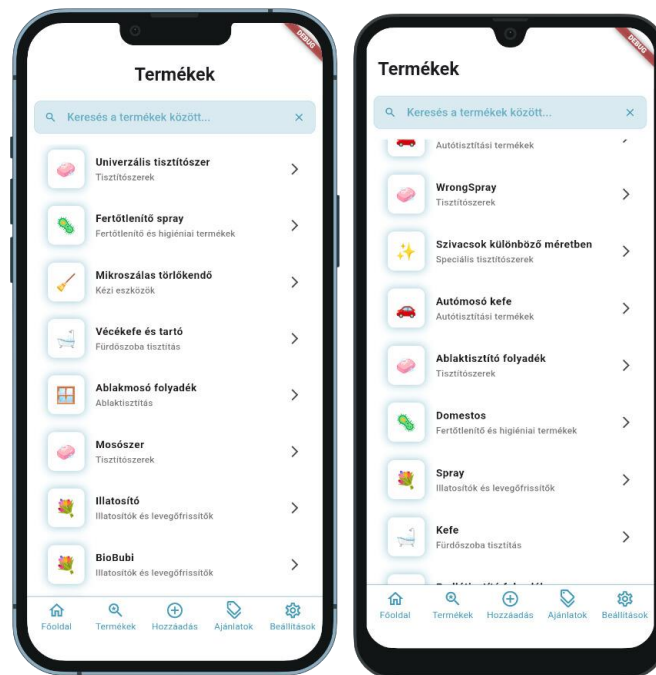 DEBUG
Termékek
Keresés a termékek között...
Univerzális tisztítószer
Tisztítószerek
Fertőtlenítő spray
Fertőtlenítő és higiéniai termékek
Mikroszálas törlőkendő
Kézi eszközök
Vécékefe és tartó
Fürdőszoba tisztítás
Ablakmosó folyadék
Ablaktisztítás
Mosószer
Tisztítószerek
Illatosító
Illatosítók és levegőfrissítők
BioBubi
Illatosítók és levegőfrissítők
Főoldal Termékek Hozzáadás Ajánlatok Beállítások
DEBUG
Termékek
Keresés a termékek között...
Autótisztítási termékek
WrongSpray
Tisztítószerek
Szivacsok különböző méretben
Speciális tisztítószerek
Autómosó kefe
Autótisztítási termékek
Ablaktisztító folyadék
Tisztítószerek
Domestos
Fertőtlenítő és higiéniai termékek
Spray
Illatosítók és levegőfrissítők
Kefe
Fürdőszoba tisztítás
Főoldal Termékek Hozzáadás Ajánlatok Beállítások